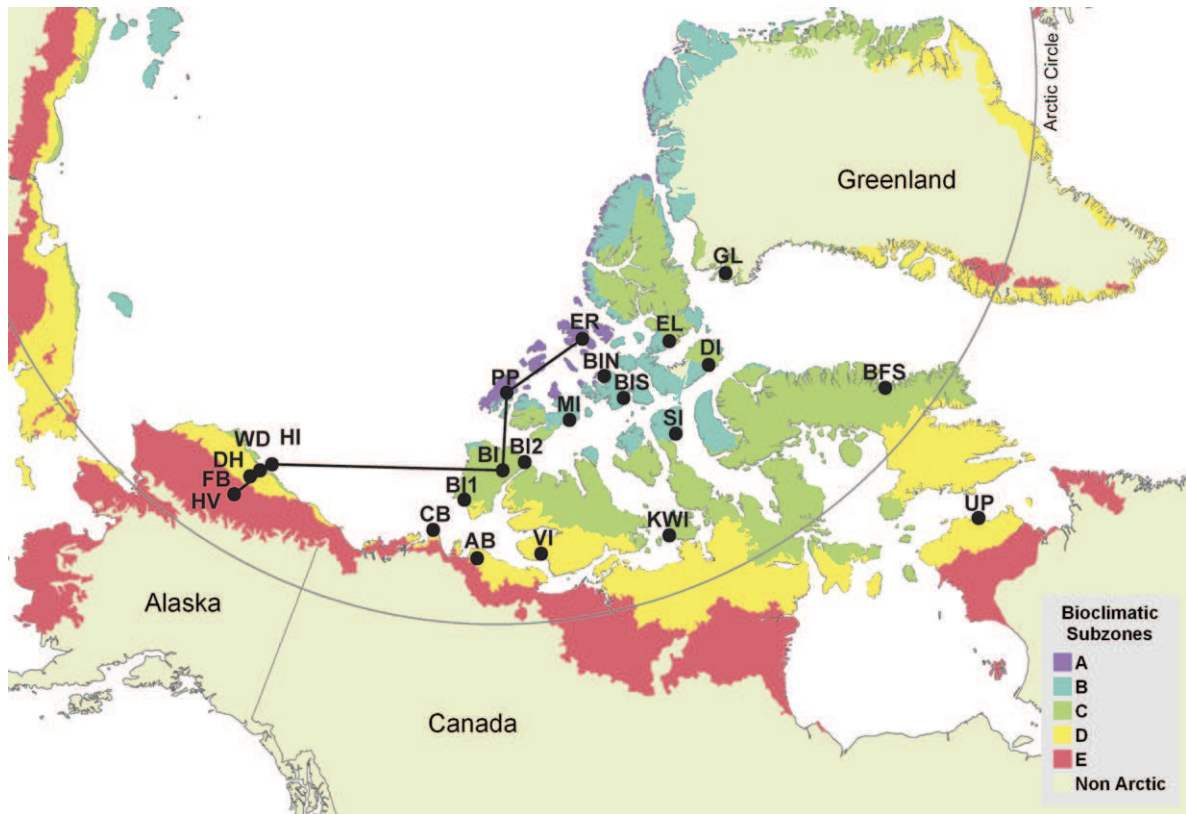 Arctic Circle
Greenland
GL
ER
EL
DI
BIN
PP
BIS
BFS
MI
SI
WD HI
BI
BI2
DH
FB
HV
BI1
CB
KWI
UP
AB
VI
Alaska
Canada
Bioclimatic
Subzones
A
B
C
D
E
Non Arctic